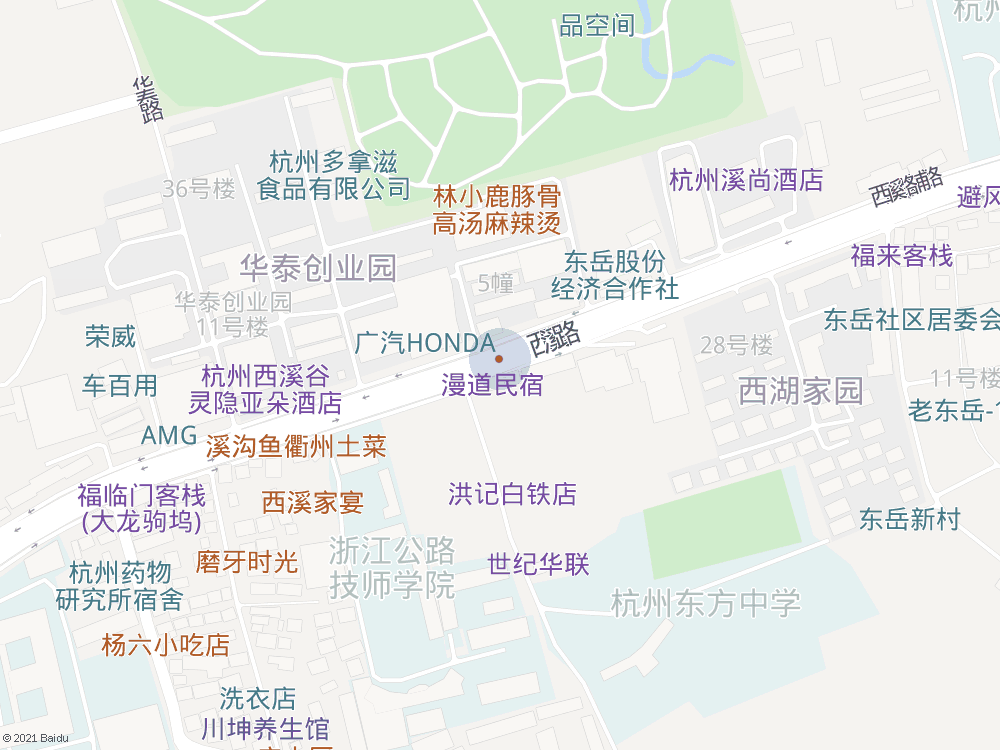 杭州
品空间
华泰路
杭州多拿滋
食品有限公司
36号楼
林小鹿豚骨
高汤麻辣烫
杭州溪尚酒店
西溪路辅路
避风
福来客栈
东岳股份
经济合作社
华泰创业园
5幢
华泰创业园
11号楼
东岳社区居委会
荣威
广汽HONDA
西溪路
28号楼
车百用
杭州西溪谷
灵隐亚朵酒店
漫道民宿
西湖家园
11号楼
老东岳-1
AMG
溪沟鱼衢州土菜
福临门客栈
(大龙驹坞)
西溪家宴
洪记白铁店
东岳新村
磨牙时光
浙江公路
技师学院
世纪华联
杭州药物
研究所宿舍
杭州东方中学
杨六小吃店
洗衣店
川坤养生馆
© 2021 Baidu